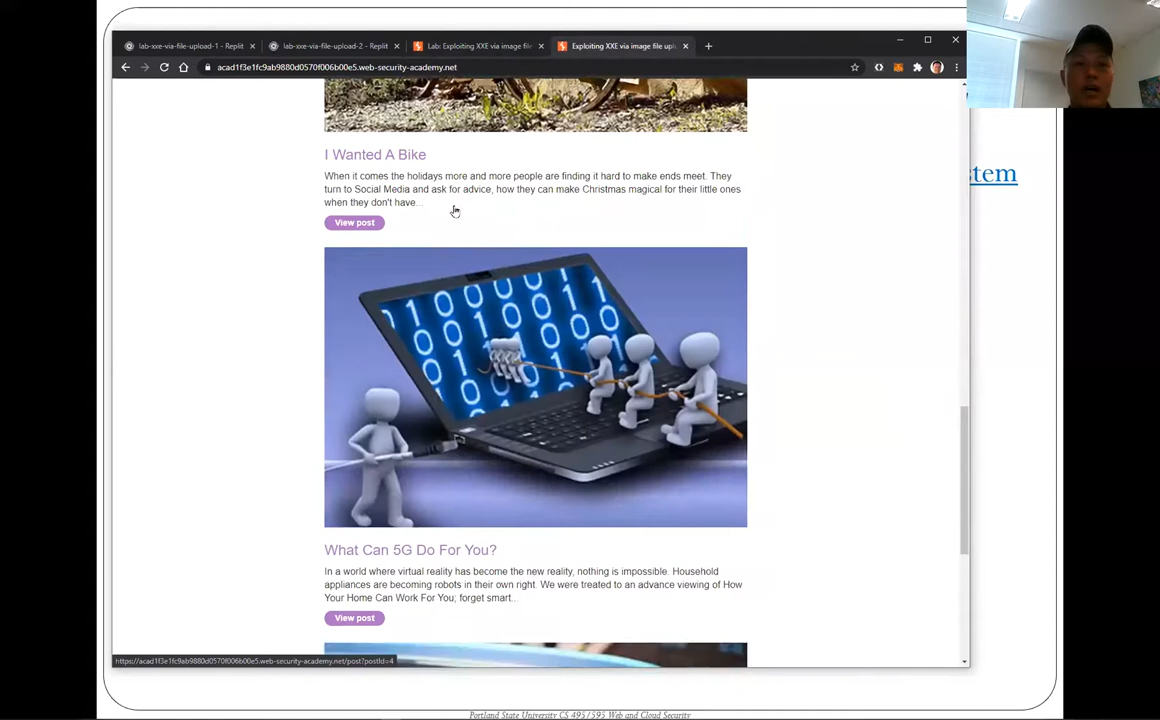 lab-xxe-via-file-upload-1 - Replit
lab-xxe-via-file-upload-2 - Replit
Lab: Exploiting XXE via image file
Exploiting XXE via image file upl
acad1f3e1fc9ab9880d0570f006b00e5.web-security-academy.net
stem
I Wanted A Bike
When it comes the holidays more and more people are finding it hard to make ends meet. They
turn to Social Media and ask for advice, how they can make Christmas magical for their little ones
when they don't have...
View post
What Can 5G Do For You?
In a world where virtual reality has become the new reality, nothing is impossible. Household
appliances are becoming robots in their own right. We were treated to an advance viewing of How
Your Home Can Work For You; forget smart...
View post
https://acad1f3e1fc9ab9880d0570f006b00e5.web-security-academy.net/post?postId=4
Portland State University CS 495/595 Web and Cloud Security